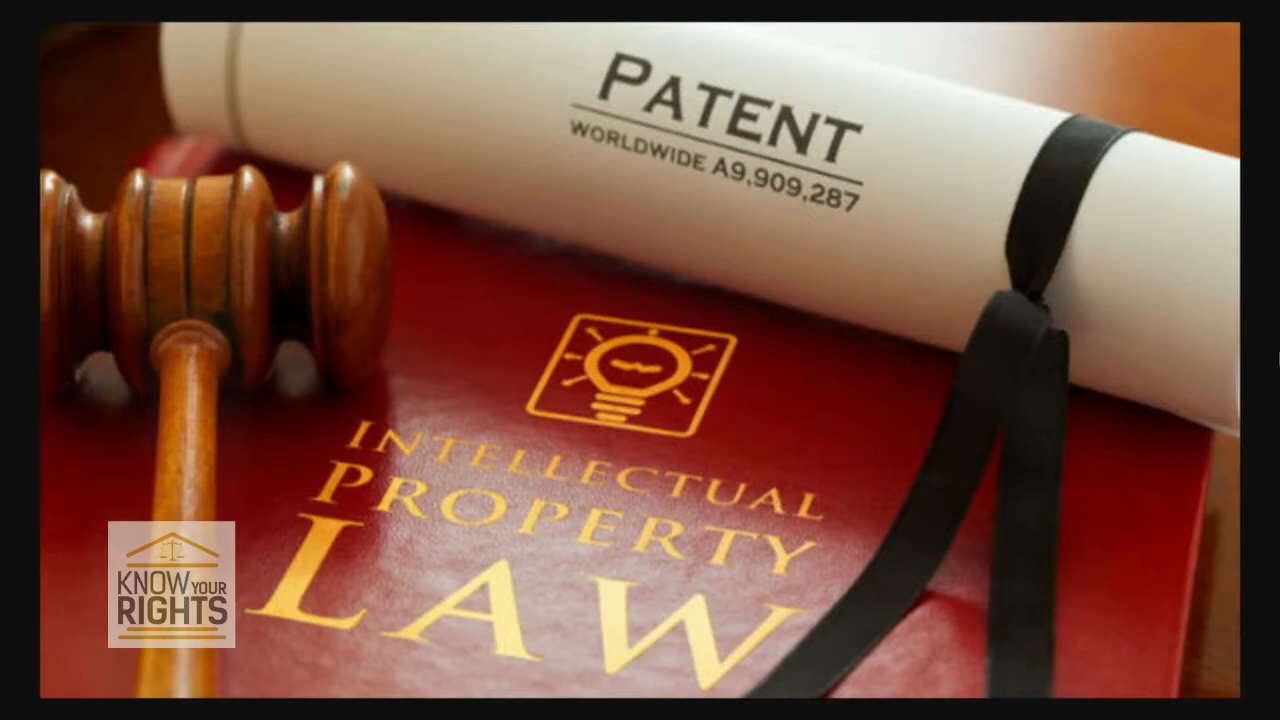 PATENT
WORLDWIDE A9,909,287
INTELLECTUAL
PROPERTY
LAW
KNOW YOUR
RIGHTS